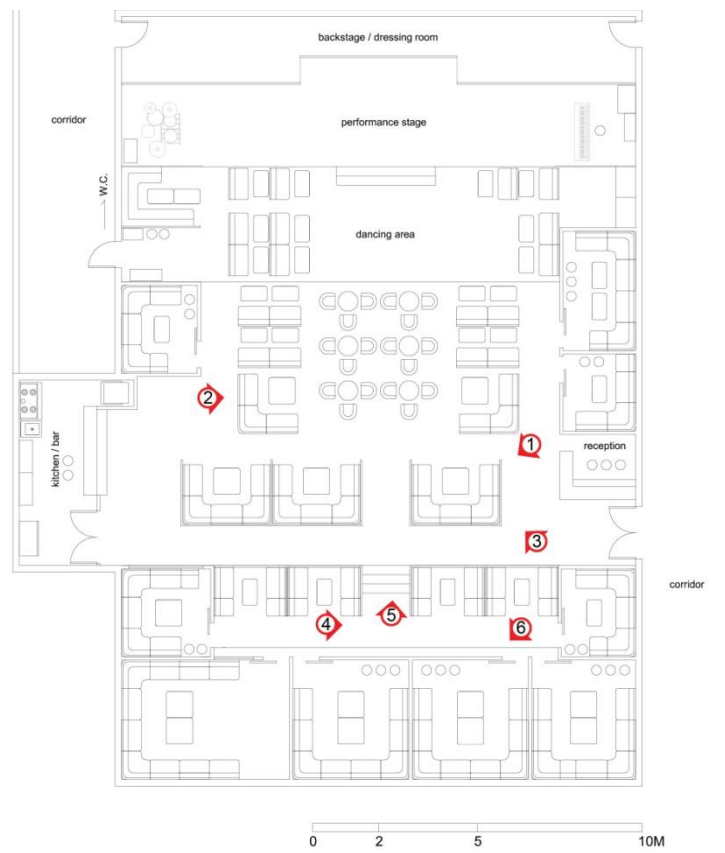 backstage / dressing room
corridor
performance stage
W.C.
dancing area
2
1
reception
kitchen / bar
3
corridor
5
4
6
0 2 5 10M